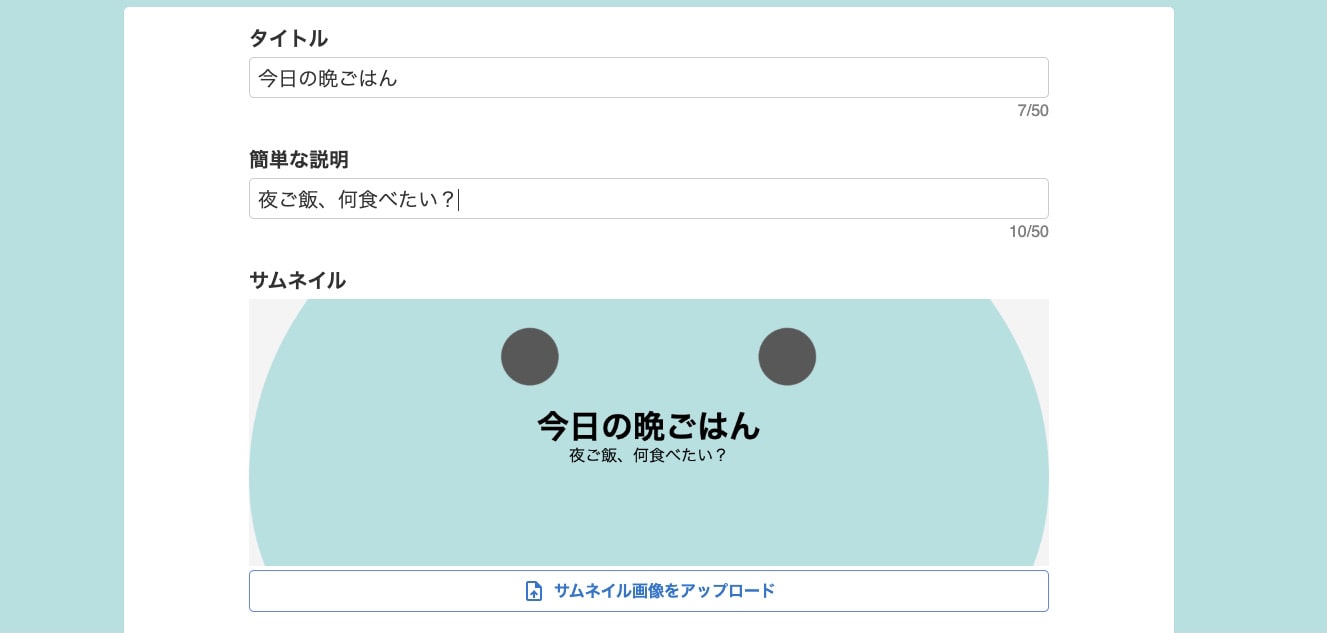 タイトル
今日の晩ごはん
7/50
簡単な説明
夜ご飯、何食べたい？
10/50
サムネイル
今日の晩ごはん
夜ご飯、何食べたい？
サムネイル画像をアップロード